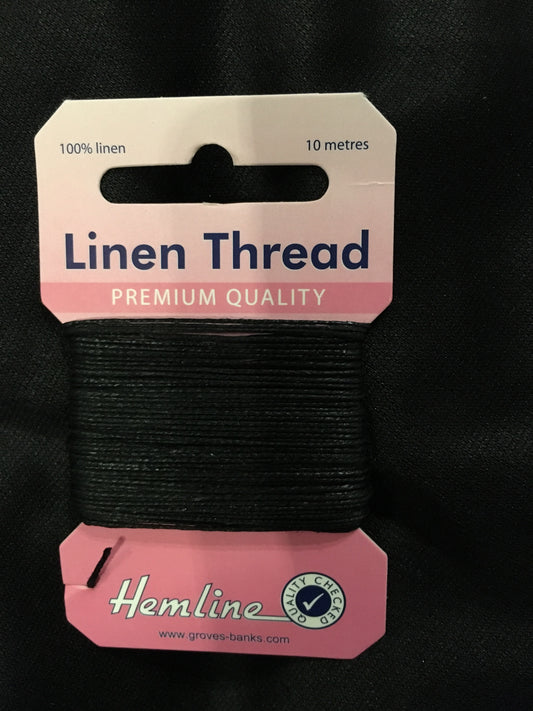 100% linen
10 metres
Linen Thread
PREMIUM QUALITY
Hemline
QUALITY CHECKED
www.groves-banks.com